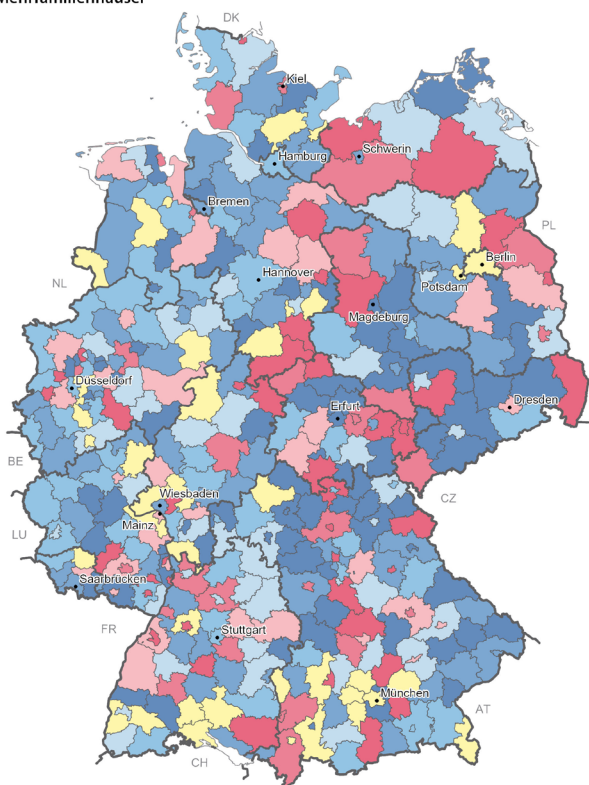 Mehrfamilienhäuser
DK
Kiel
Hamburg
Schwerin
Bremen
PL
Berlin
NL
Hannover
Potsdam
Magdeburg
Düsseldorf
Erfurt
Dresden
BE
CZ
Wiesbaden
LU
Mainz
Saarbrücken
FR
Stuttgart
München
AT
CH